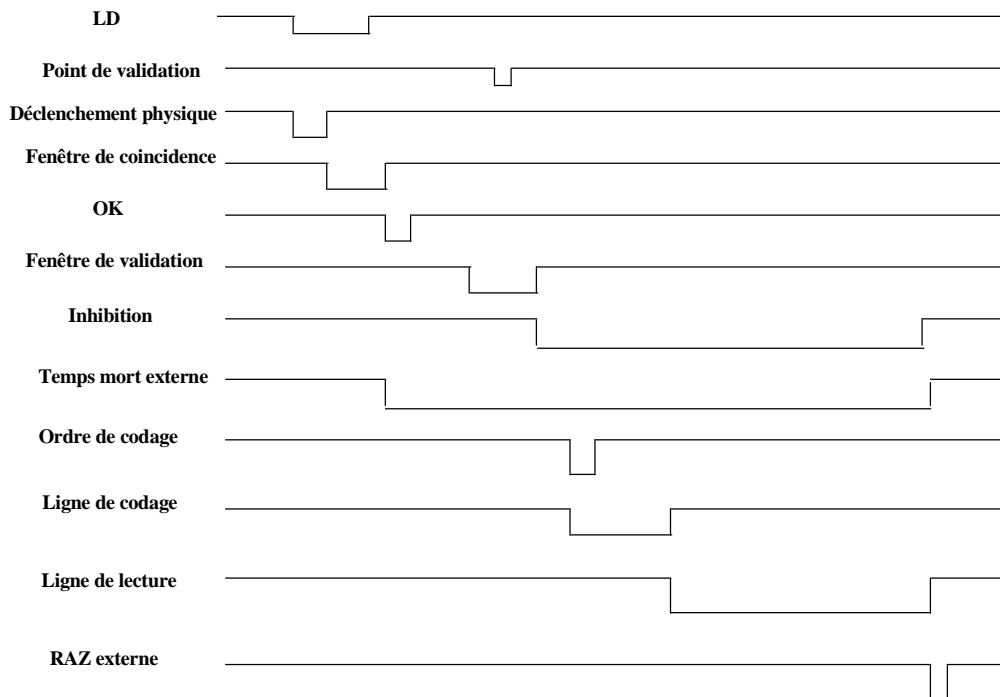 LD
Point de validation
Déclenchement physique
Fenêtre de coincidence
OK
Fenêtre de validation
Inhibition
Temps mort externe
Ordre de codage
Ligne de codage
Ligne de lecture
RAZ externe